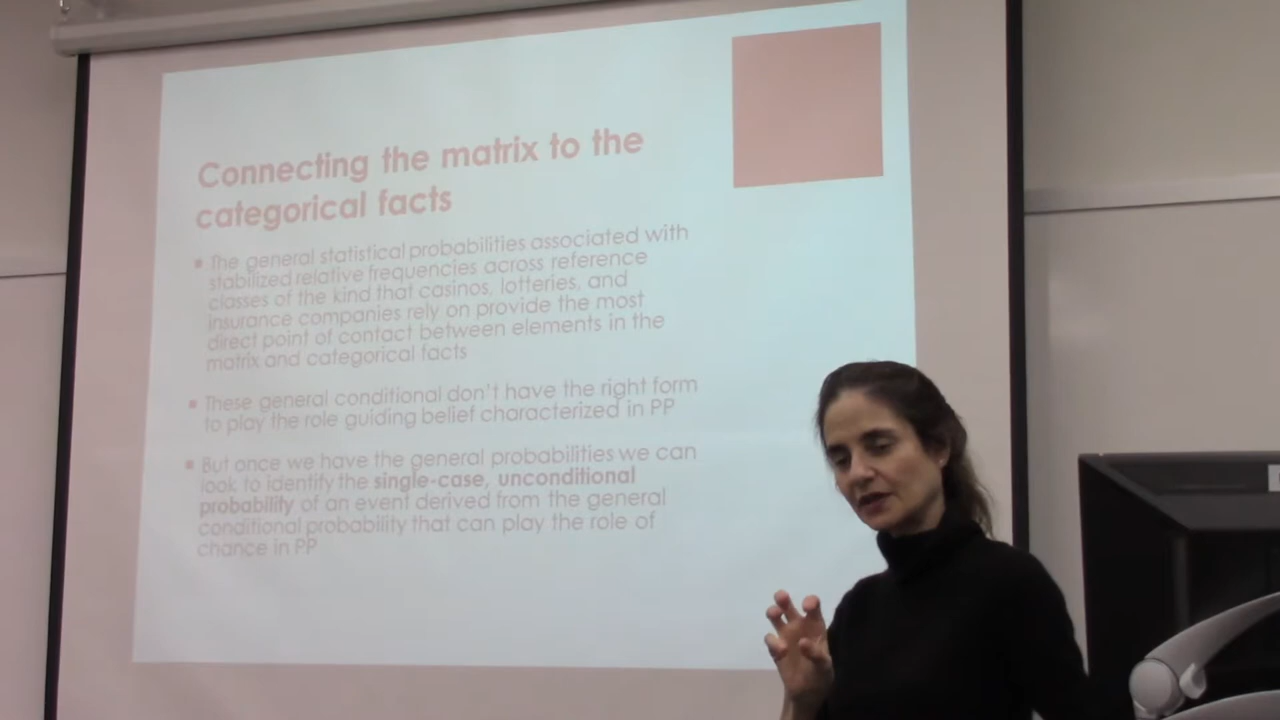 Connecting the matrix to the
categorical facts
▪ The general statistical probabilities associated with
stabilized relative frequencies across reference
classes of the kind that casinos, lotteries, and
insurance companies rely on provide the most
direct point of contact between elements in the
matrix and categorical facts
▪ These general conditional don't have the right form
to play the role guiding belief characterized in PP
▪ But once we have the general probabilities we can
look to identify the single-case, unconditional
probability of an event derived from the general
conditional probability that can play the role of
chance in PP